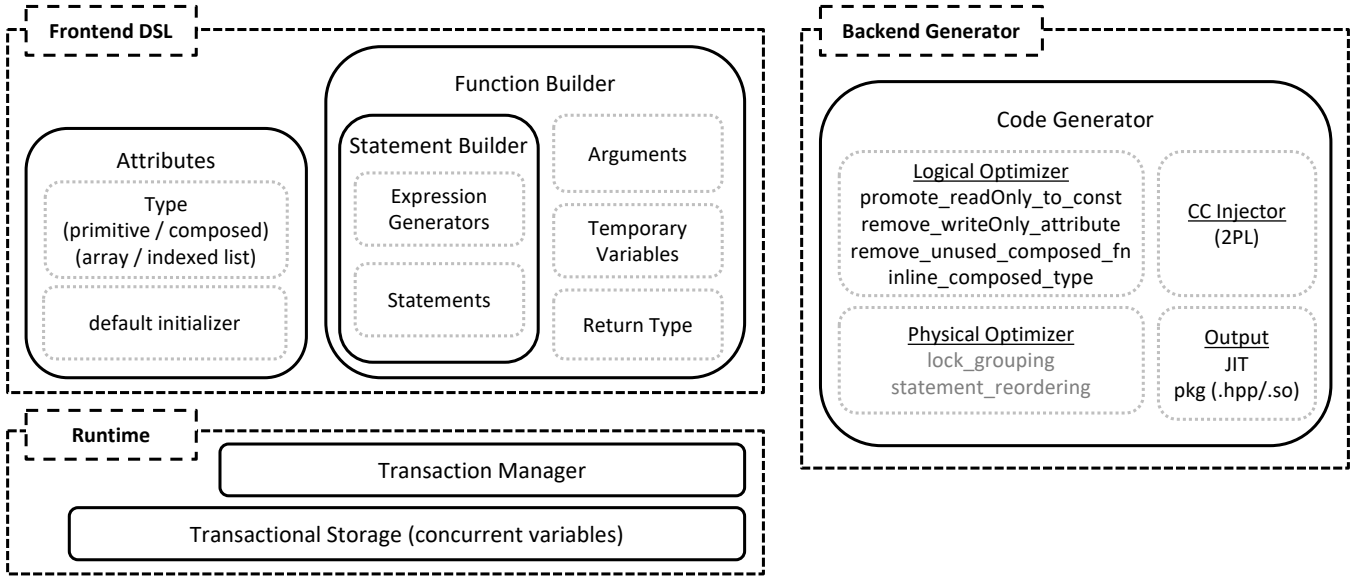 Frontend DSL
Function Builder
Attributes
Type
(primitive / composed)
(array / indexed list)
default initializer
Statement Builder
Expression
Generators
Statements
Arguments
Temporary
Variables
Return Type
Runtime
Transaction Manager
Transactional Storage (concurrent variables)
Backend Generator
Code Generator
Logical Optimizer
promote_readOnly_to_const
remove_writeOnly_attribute
remove_unused_composed_fn
inline_composed_type
CC Injector
(2PL)
Physical Optimizer
lock_grouping
statement_reordering
Output
JIT
pkg (.hpp/.so)